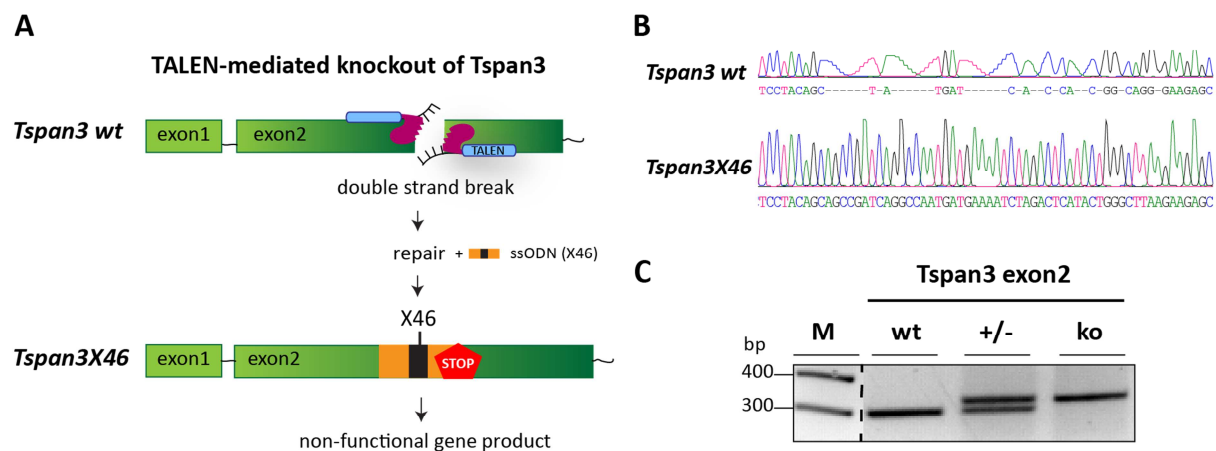 A
TALEN-mediated knockout of Tspan3
Tspan3 wt
exon1
exon2
TALEN
double strand break
repair + ssODN (X46)
X46
Tspan3X46
exon1
exon2
STOP
non-functional gene product
B
Tspan3 wt
TCCTACAGC------T-A-----TGAT-----C-A--C-CA--C-GG-CAGG-GAAGAGC
Tspan3X46
TCCTACAGCAGCCGATCAGGCCAATGATGAAAATCTAGACTCATACTGGGCTTAAGAAGAGC
C
Tspan3 exon2
bp
M
wt
+/-
ko
400
300